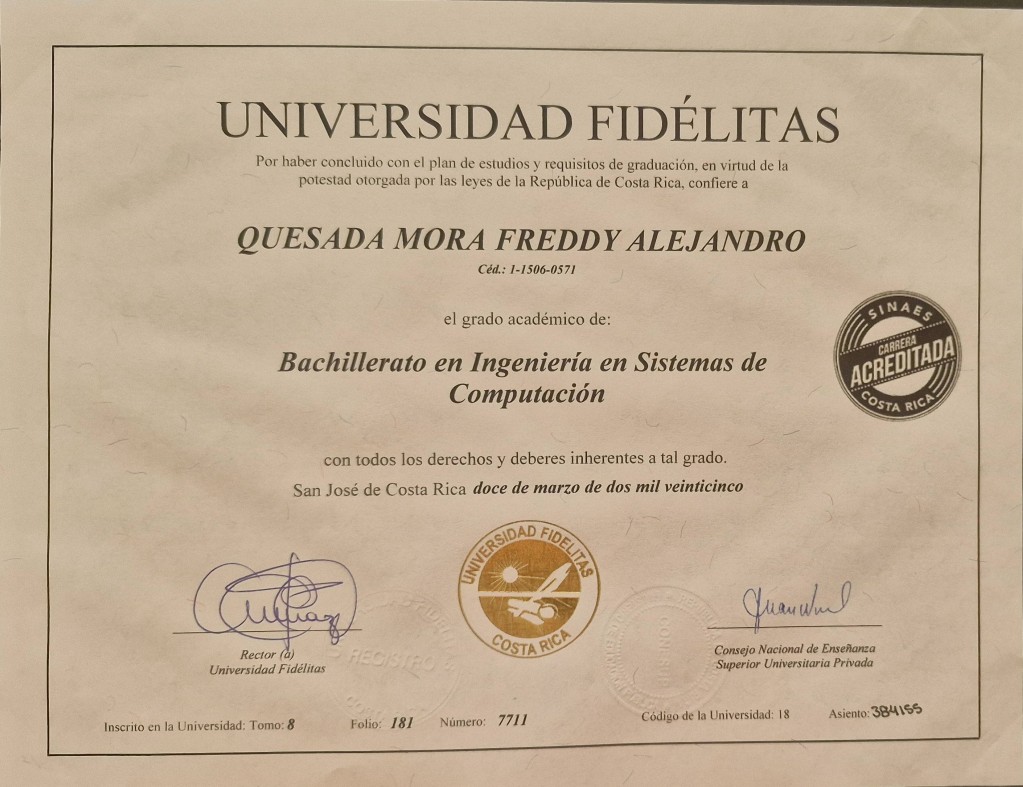 UNIVERSIDAD FIDÉLITAS
Por haber concluido con el plan de estudios y requisitos de graduación, en virtud de la
potestad otorgada por las leyes de la República de Costa Rica, confiere a
QUESADA MORA FREDDY ALEJANDRO
Céd.: 1-1506-0571
el grado académico de:
Bachillerato en Ingeniería en Sistemas de
Computación
SINAES
CARRERA
ACREDITADA
COSTA RICA
con todos los derechos y deberes inherentes a tal grado.
San José de Costa Rica doce de marzo de dos mil veinticinco
UNIVERSIDAD FIDELITAS
COSTA RICA
REGISTRO
Rector (a)
Universidad Fidélitas
Consejo Nacional de Enseñanza
Superior Universitaria Privada
Inscrito en la Universidad: Tomo: 8 Folio: 181 Número: 7711 Código de la Universidad: 18 Asiento: 384155